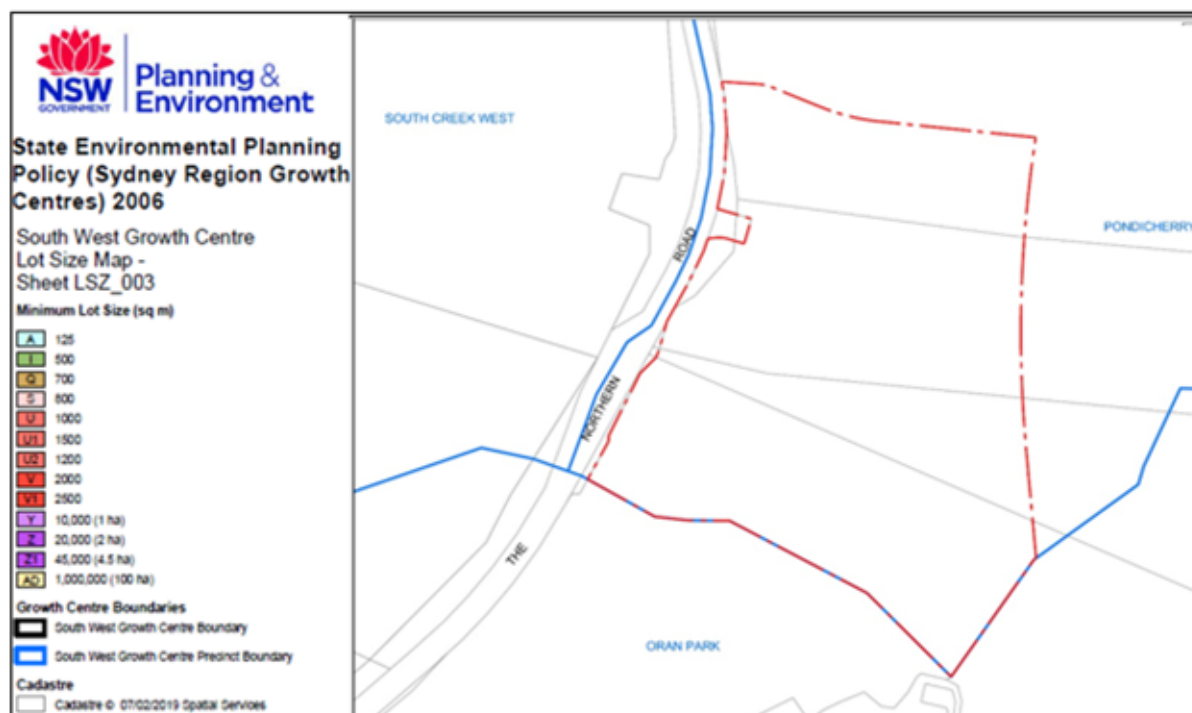 NSW
GOVERNMENT
Planning &
Environment
State Environmental Planning
Policy (Sydney Region Growth
Centres) 2006
South West Growth Centre
Lot Size Map -
Sheet LSZ_003
Minimum Lot Size (sq m)
A 125
I 500
Q 700
S 800
U 1000
U1 1500
U2 1200
V 2000
V1 2500
Y 10,000 (1 ha)
Z 20,000 (2 ha)
Z1 45,000 (4.5 ha)
AD 1,000,000 (100 ha)
Growth Centre Boundaries
South West Growth Centre Boundary
South West Growth Centre Precinct Boundary
Cadastre
Cadastre © 07/02/2019 Spatial Services
SOUTH CREEK WEST
PONDICHERRY
ROAD
NORTHERN
THE
ORAN PARK